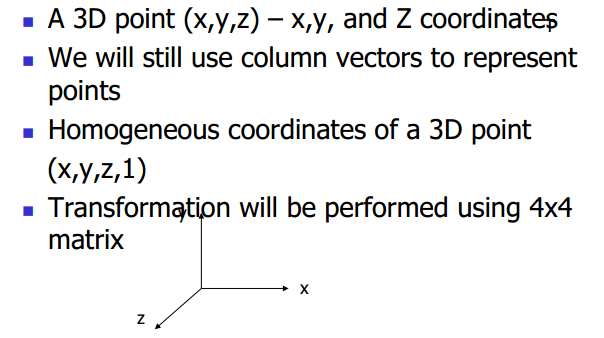 ▪ A 3D point (x,y,z) – x,y, and Z coordinates
▪ We will still use column vectors to represent
points
▪ Homogeneous coordinates of a 3D point
(x,y,z,1)
▪ Transformation will be performed using 4x4
matrix
y
x
z